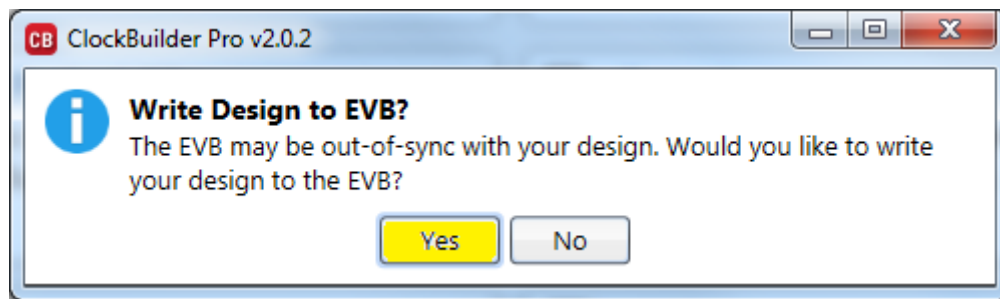 CB ClockBuilder Pro v2.0.2
Write Design to EVB?
The EVB may be out-of-sync with your design. Would you like to write
your design to the EVB?
Yes No